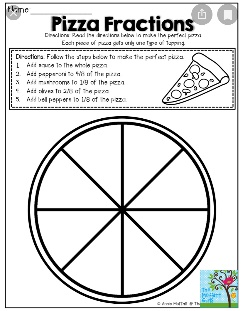 Name
Pizza Fractions
Directions: Read the directions below to make the perfect pizza.
Each piece of pizza gets only one type of topping.
Directions: Follow the steps below to make the perfect pizza.
1. Add sauce to the whole pizza.
2. Add pepperoni to 4/8 of the pizza.
3. Add mushrooms to 1/8 of the pizza.
4. Add olives to 2/8 of the pizza.
5. Add bell peppers to 1/8 of the pizza.